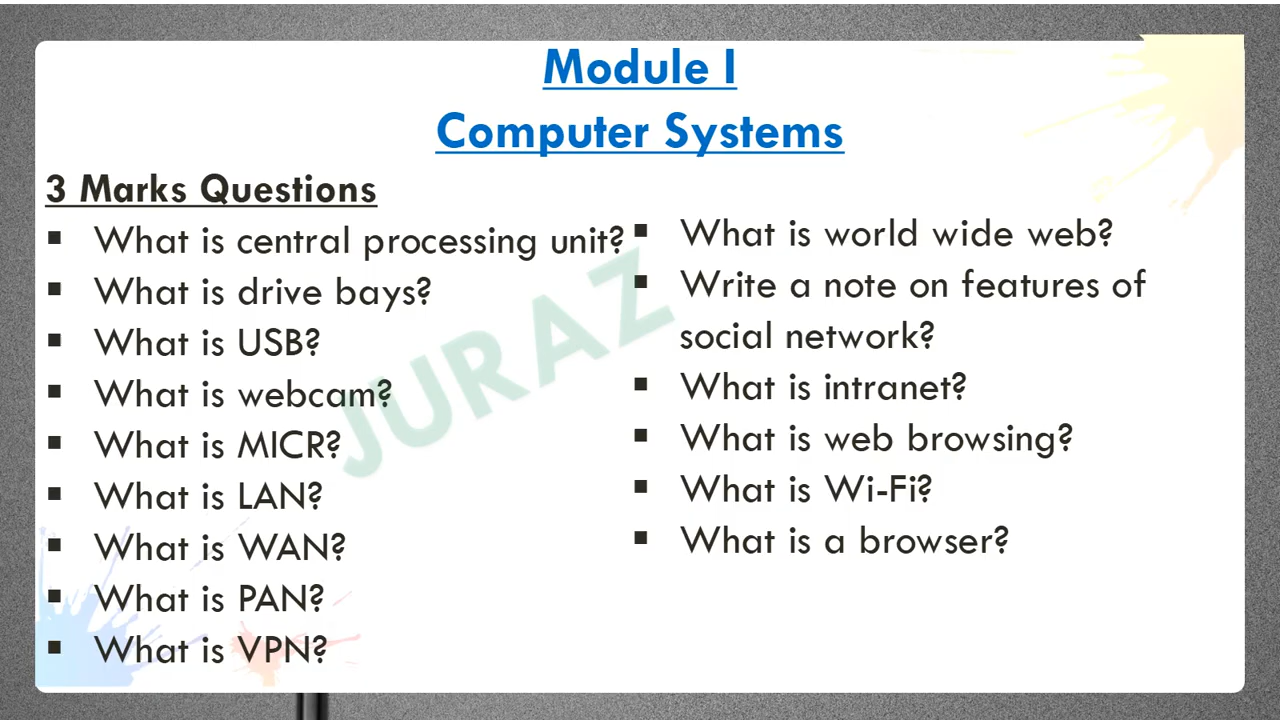 Module I
Computer Systems
3 Marks Questions
▪ What is central processing unit?
▪ What is drive bays?
▪ What is USB?
▪ What is webcam?
▪ What is MICR?
▪ What is LAN?
▪ What is WAN?
▪ What is PAN?
▪ What is VPN?
▪ What is world wide web?
▪ Write a note on features of
social network?
▪ What is intranet?
▪ What is web browsing?
▪ What is Wi-Fi?
▪ What is a browser?
JURAZ